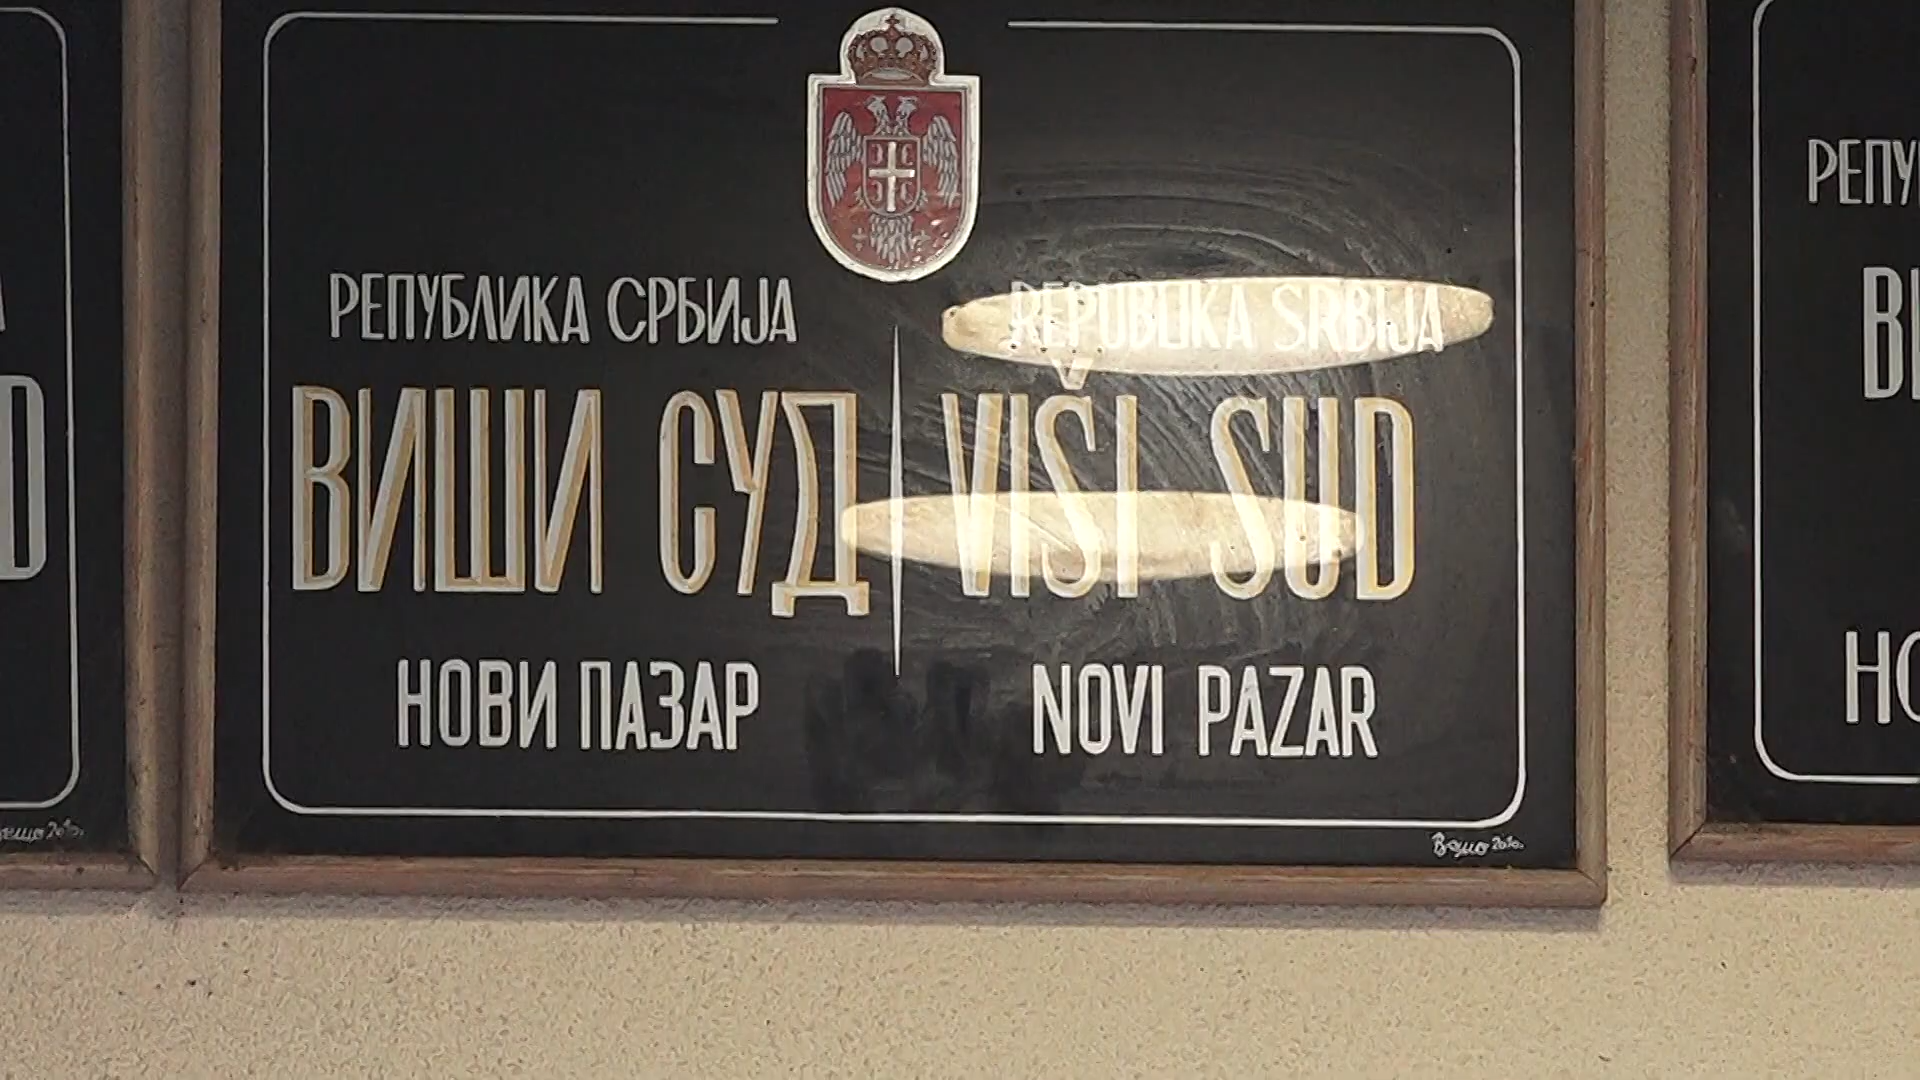 РЕПУБЛИКА СРБИЈА
REPUBLIKA SRBIJA
ВИШИ СУД
VIŠI SUD
НОВИ ПАЗАР
NOVI PAZAR